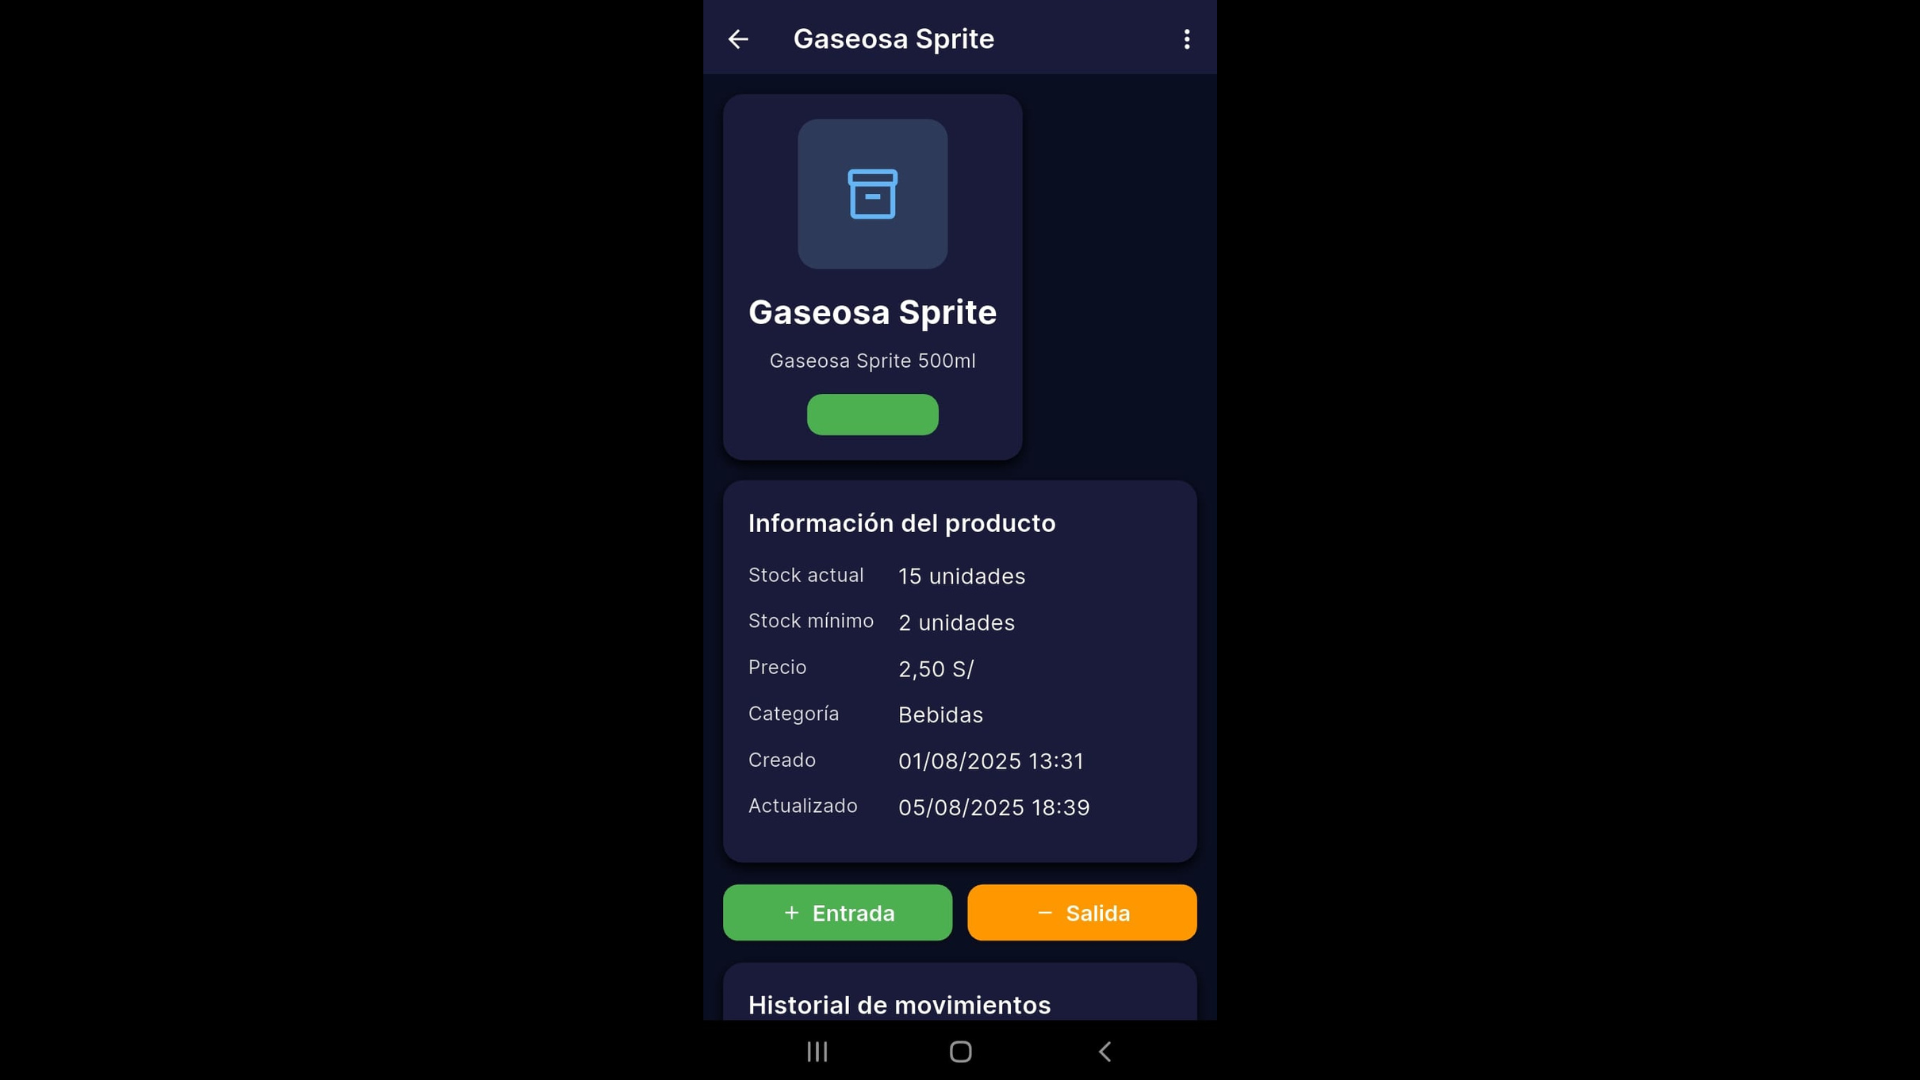 Gaseosa Sprite
Gaseosa Sprite
Gaseosa Sprite 500ml
Información del producto
Stock actual 15 unidades
Stock mínimo 2 unidades
Precio 2,50 S/
Categoría Bebidas
Creado 01/08/2025 13:31
Actualizado 05/08/2025 18:39
+ Entrada − Salida
Historial de movimientos